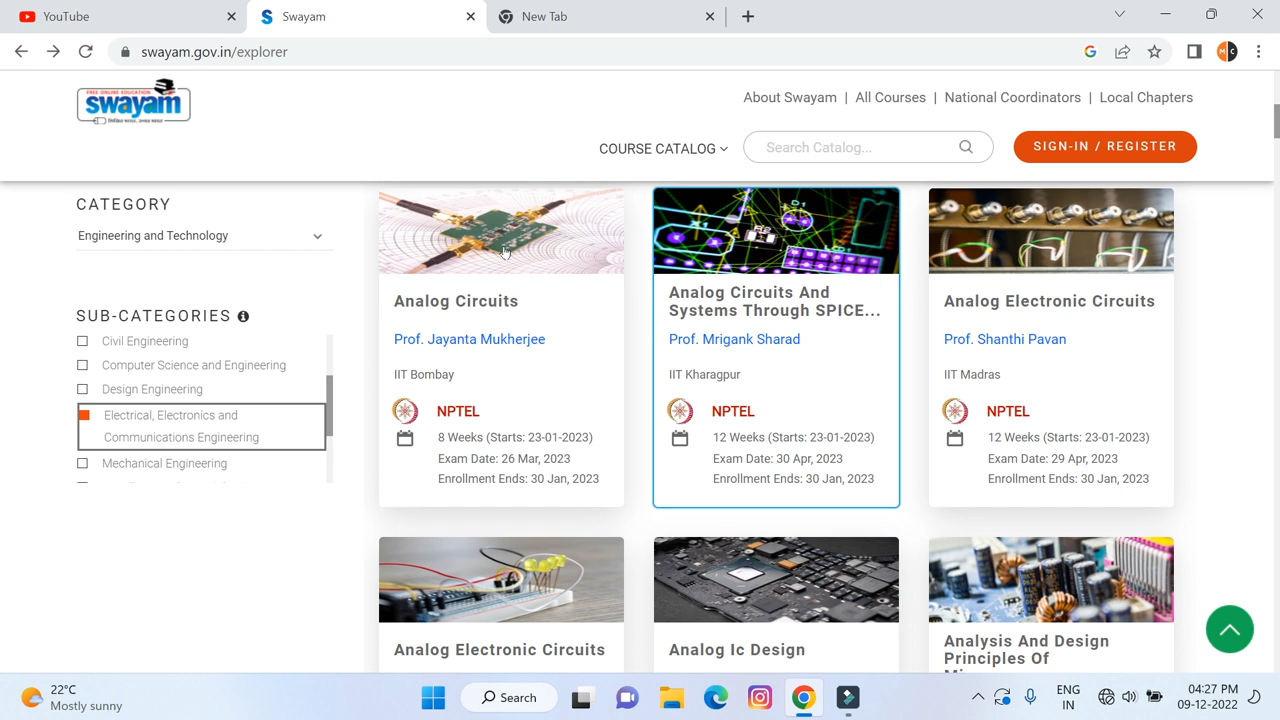 YouTube
Swayam
New Tab
swayam.gov.in/explorer
M C
FREE ONLINE EDUCATION
swayam
About Swayam | All Courses | National Coordinators | Local Chapters
COURSE CATALOG
Search Catalog...
SIGN-IN / REGISTER
CATEGORY
Engineering and Technology
SUB-CATEGORIES
Civil Engineering
Computer Science and Engineering
Design Engineering
Electrical, Electronics and
Communications Engineering
Mechanical Engineering
Analog Circuits
Prof. Jayanta Mukherjee
IIT Bombay
NPTEL
8 Weeks (Starts: 23-01-2023)
Exam Date: 26 Mar, 2023
Enrollment Ends: 30 Jan, 2023
Analog Circuits And
Systems Through SPICE...
Prof. Mrigank Sharad
IIT Kharagpur
NPTEL
12 Weeks (Starts: 23-01-2023)
Exam Date: 30 Apr, 2023
Enrollment Ends: 30 Jan, 2023
Analog Electronic Circuits
Prof. Shanthi Pavan
IIT Madras
NPTEL
12 Weeks (Starts: 23-01-2023)
Exam Date: 29 Apr, 2023
Enrollment Ends: 30 Jan, 2023
Analog Electronic Circuits
Analog Ic Design
Analysis And Design
Principles Of
22°C
Mostly sunny
Search
ENG
IN
04:27 PM
09-12-2022